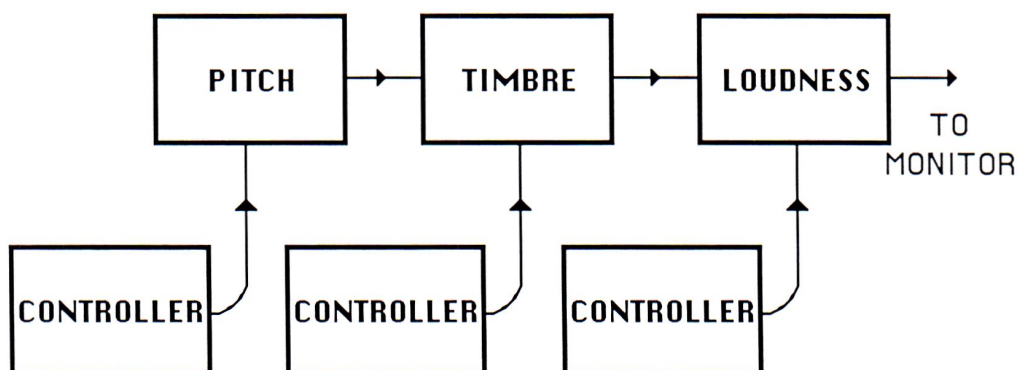 PITCH
TIMBRE
LOUDNESS
TO
MONITOR
CONTROLLER
CONTROLLER
CONTROLLER